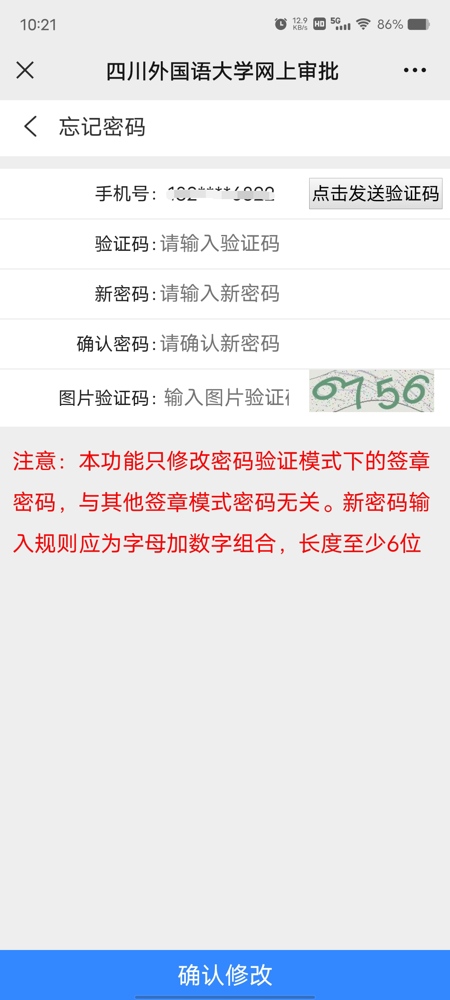 10:21
12.9
KB/s
HD
5G
86%
四川外国语大学网上审批
忘记密码
手机号：
点击发送验证码
验证码：请输入验证码
新密码：请输入新密码
确认密码：请确认新密码
图片验证码：输入图片验证
6756
注意：本功能只修改密码验证模式下的签章
密码，与其他签章模式密码无关。新密码输
入规则应为字母加数字组合，长度至少6位
确认修改